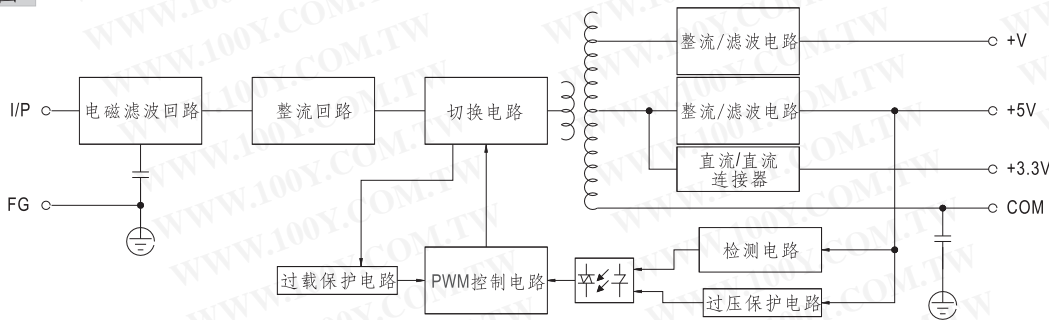 整流/滤波电路
+V
I/P
电磁滤波回路
整流回路
切换电路
整流/滤波电路
+5V
直流/直流
连接器
+3.3V
FG
COM
检测电路
过载保护电路
PWM控制电路
过压保护电路
WWW.100Y.COM.TW